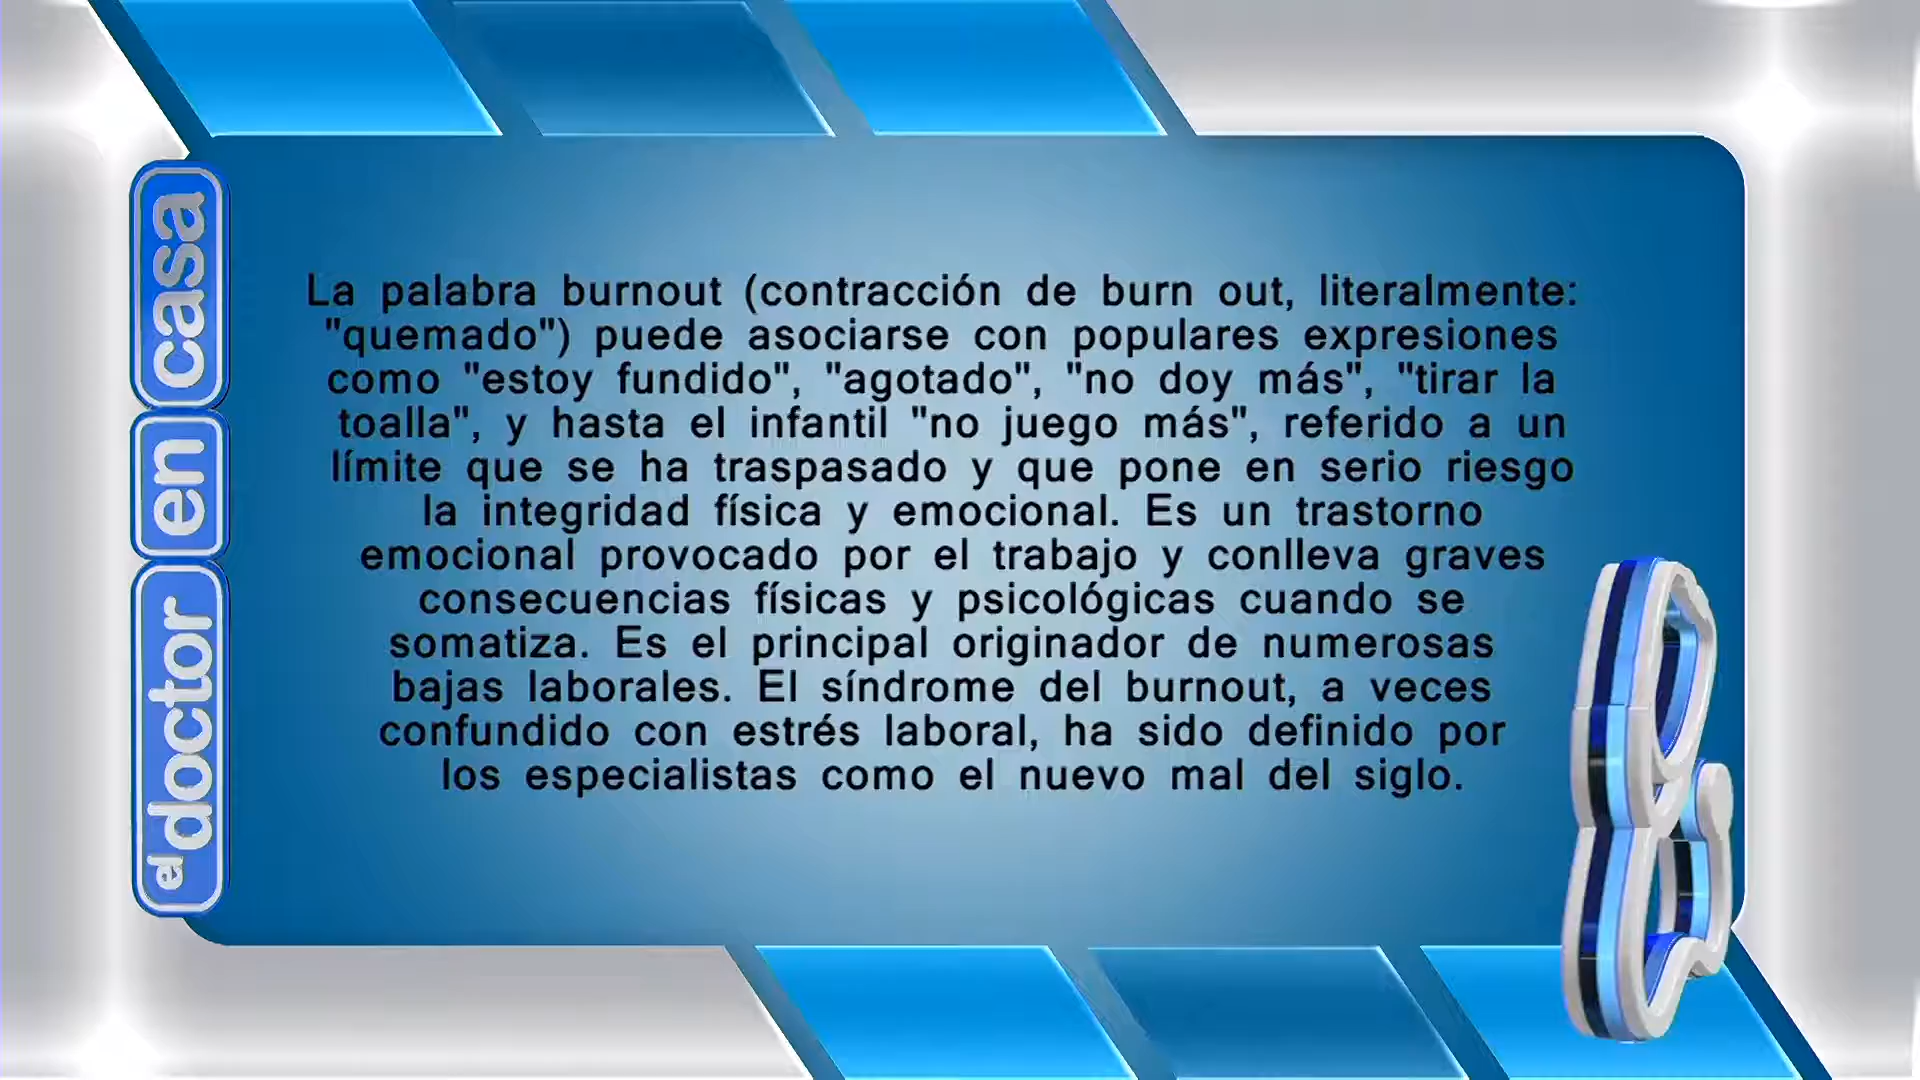 el doctor en casa
La palabra burnout (contracción de burn out, literalmente:
"quemado") puede asociarse con populares expresiones
como "estoy fundido", "agotado", "no doy más", "tirar la
toalla", y hasta el infantil "no juego más", referido a un
límite que se ha traspasado y que pone en serio riesgo
la integridad física y emocional. Es un trastorno
emocional provocado por el trabajo y conlleva graves
consecuencias físicas y psicológicas cuando se
somatiza. Es el principal originador de numerosas
bajas laborales. El síndrome del burnout, a veces
confundido con estrés laboral, ha sido definido por
los especialistas como el nuevo mal del siglo.